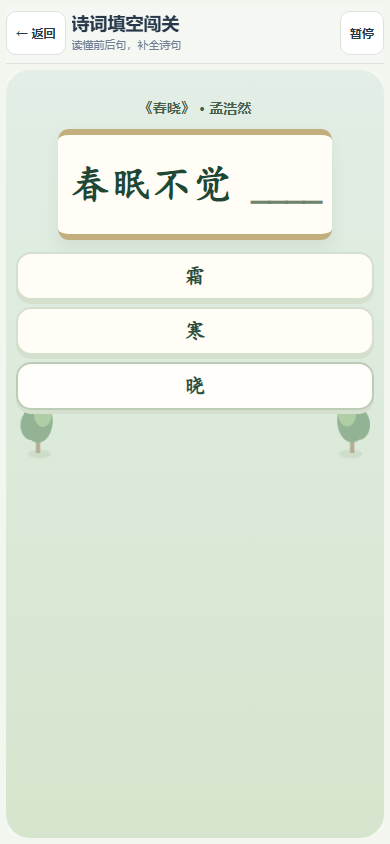 ← 返回
诗词填空闯关
读懂前后句，补全诗句
暂停
《春晓》 • 孟浩然
春眠不觉 ____
霜
寒
晓